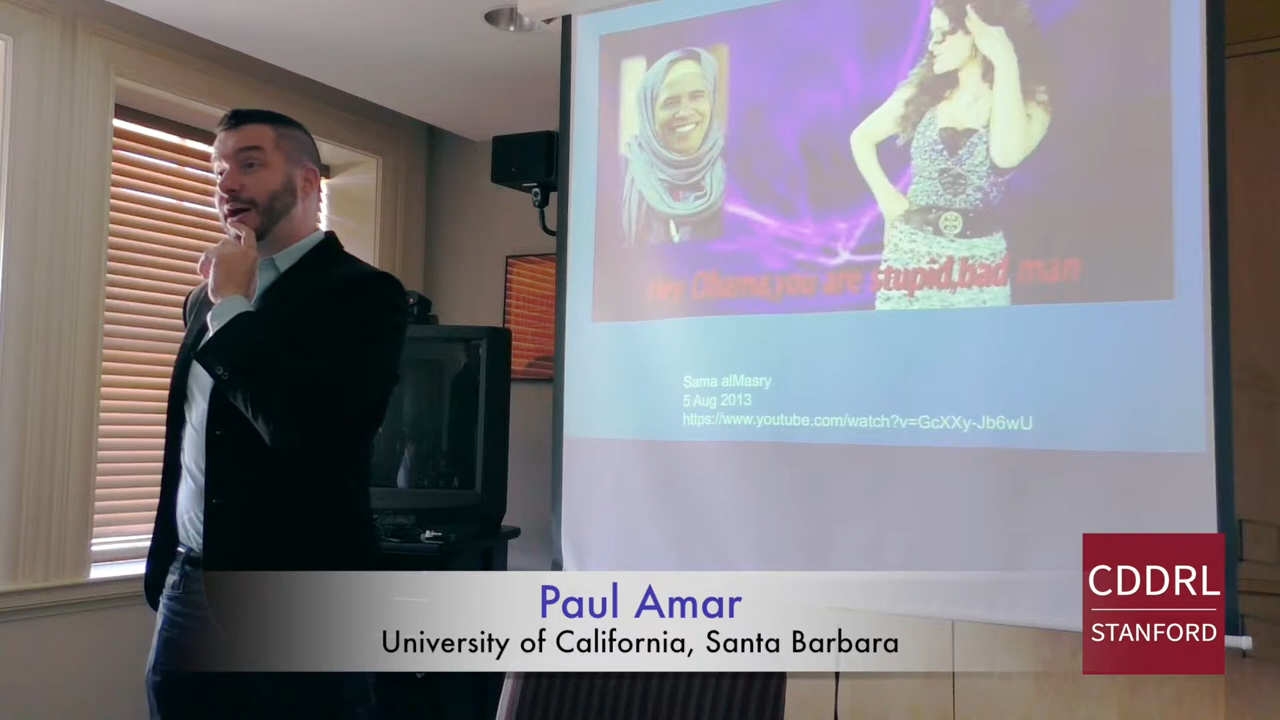 Hey Obama,you are stupid,bad man
Sama alMasry
5 Aug 2013
https://www.youtube.com/watch?v=GcXXy-Jb6wU
Paul Amar
University of California, Santa Barbara
CDDRL
STANFORD